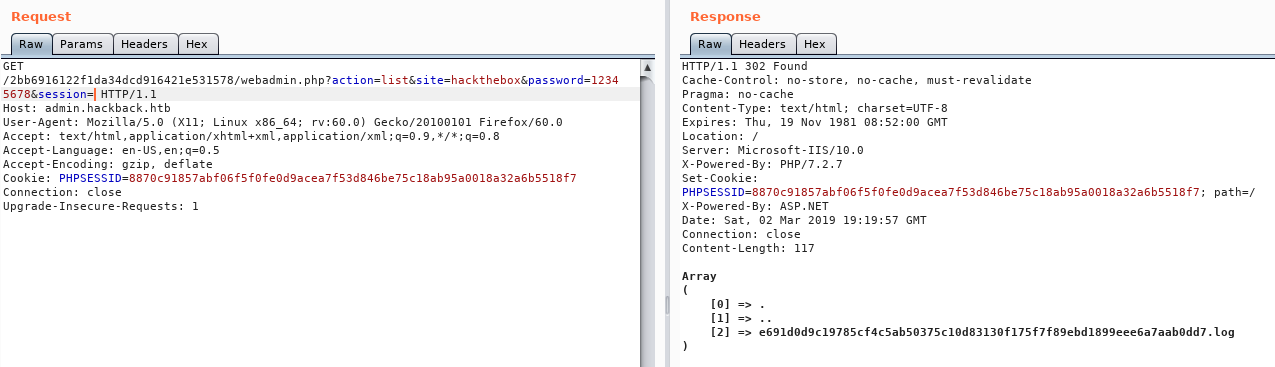 Request
Raw Params Headers Hex
GET
/2bb6916122f1da34dcd916421e531578/webadmin.php?action=list&site=hackthebox&password=1234
5678&session= HTTP/1.1
Host: admin.hackback.htb
User-Agent: Mozilla/5.0 (X11; Linux x86_64; rv:60.0) Gecko/20100101 Firefox/60.0
Accept: text/html,application/xhtml+xml,application/xml;q=0.9,*/*;q=0.8
Accept-Language: en-US,en;q=0.5
Accept-Encoding: gzip, deflate
Cookie: PHPSESSID=8870c91857abf06f5f0fe0d9acea7f53d846be75c18ab95a0018a32a6b5518f7
Connection: close
Upgrade-Insecure-Requests: 1
Response
Raw Headers Hex
HTTP/1.1 302 Found
Cache-Control: no-store, no-cache, must-revalidate
Pragma: no-cache
Content-Type: text/html; charset=UTF-8
Expires: Thu, 19 Nov 1981 08:52:00 GMT
Location: /
Server: Microsoft-IIS/10.0
X-Powered-By: PHP/7.2.7
Set-Cookie:
PHPSESSID=8870c91857abf06f5f0fe0d9acea7f53d846be75c18ab95a0018a32a6b5518f7; path=/
X-Powered-By: ASP.NET
Date: Sat, 02 Mar 2019 19:19:57 GMT
Connection: close
Content-Length: 117
Array
(
[0] => .
[1] => ..
[2] => e691d0d9c19785cf4c5ab50375c10d83130f175f7f89ebd1899eee6a7aab0dd7.log
)